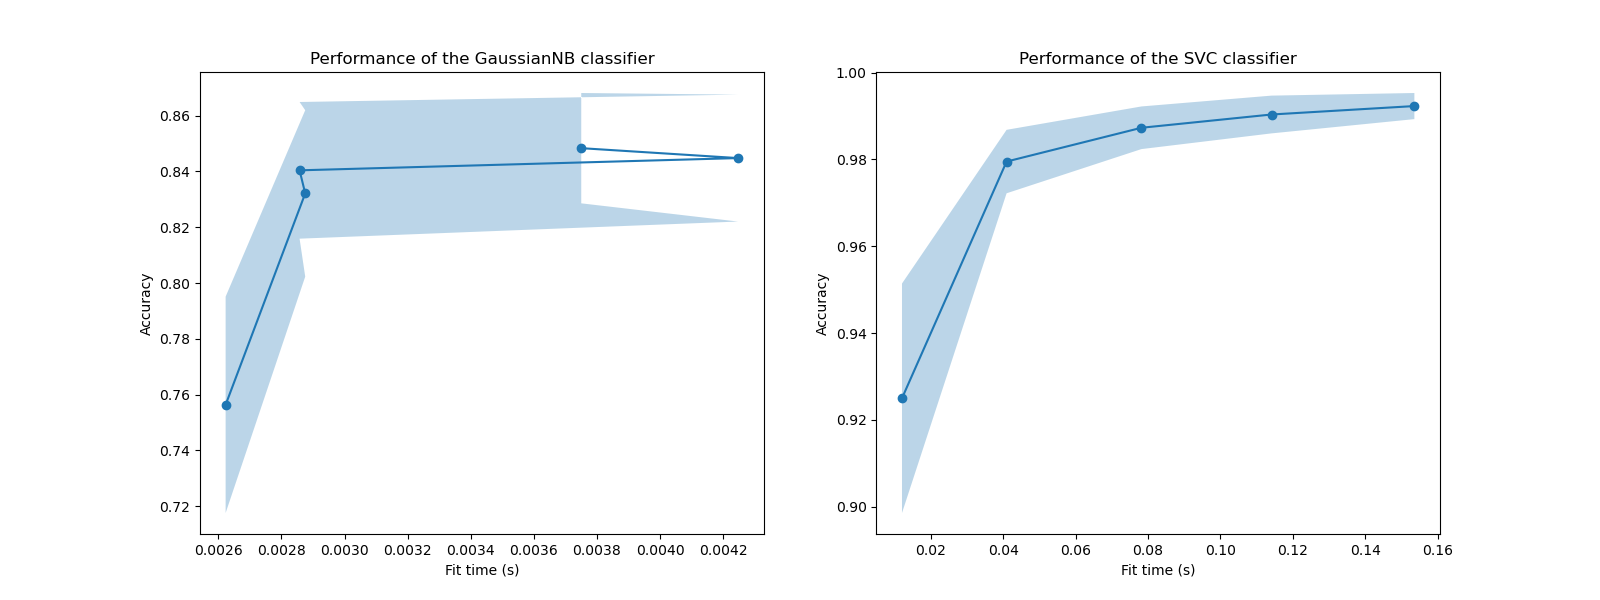 Performance of the GaussianNB classifier
0.86
0.84
0.82
0.80
0.78
0.76
0.74
0.72
Accuracy
0.0026 0.0028 0.0030 0.0032 0.0034 0.0036 0.0038 0.0040 0.0042
Fit time (s)
Performance of the SVC classifier
1.00
0.98
0.96
0.94
0.92
0.90
Accuracy
0.02 0.04 0.06 0.08 0.10 0.12 0.14 0.16
Fit time (s)